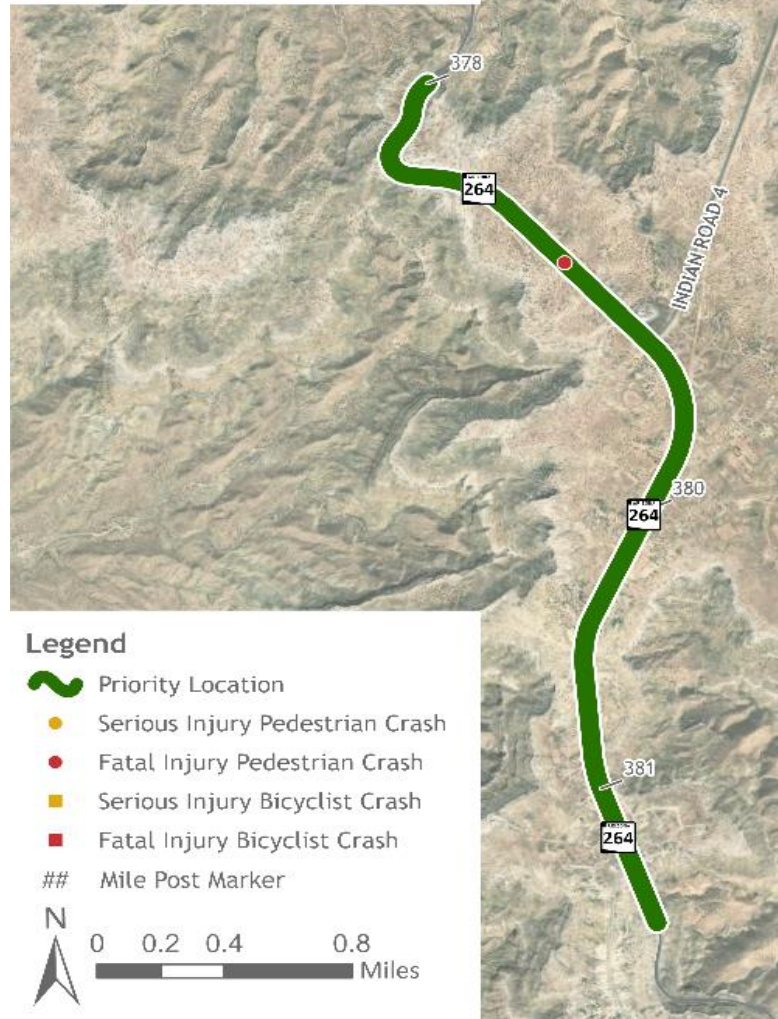 378
264
INDIAN ROAD 4
380
264
381
264
Legend
Priority Location
Serious Injury Pedestrian Crash
Fatal Injury Pedestrian Crash
Serious Injury Bicyclist Crash
Fatal Injury Bicyclist Crash
## Mile Post Marker
N
0 0.2 0.4 0.8
Miles